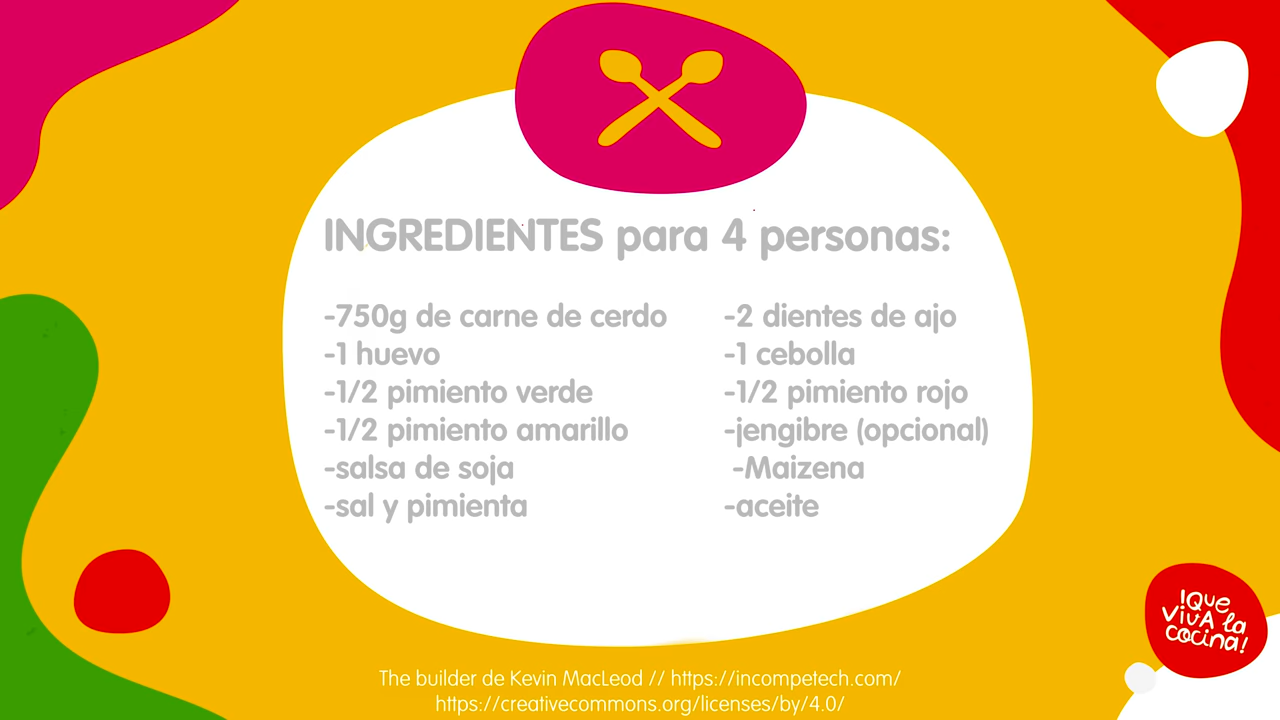 INGREDIENTES para 4 personas:
-750g de carne de cerdo
-1 huevo
-1/2 pimiento verde
-1/2 pimiento amarillo
-salsa de soja
-sal y pimienta
-2 dientes de ajo
-1 cebolla
-1/2 pimiento rojo
-jengibre (opcional)
-Maizena
-aceite
¡Que
vivA la
cocina!
The builder de Kevin MacLeod // https://incompetech.com/
https://creativecommons.org/licenses/by/4.0/